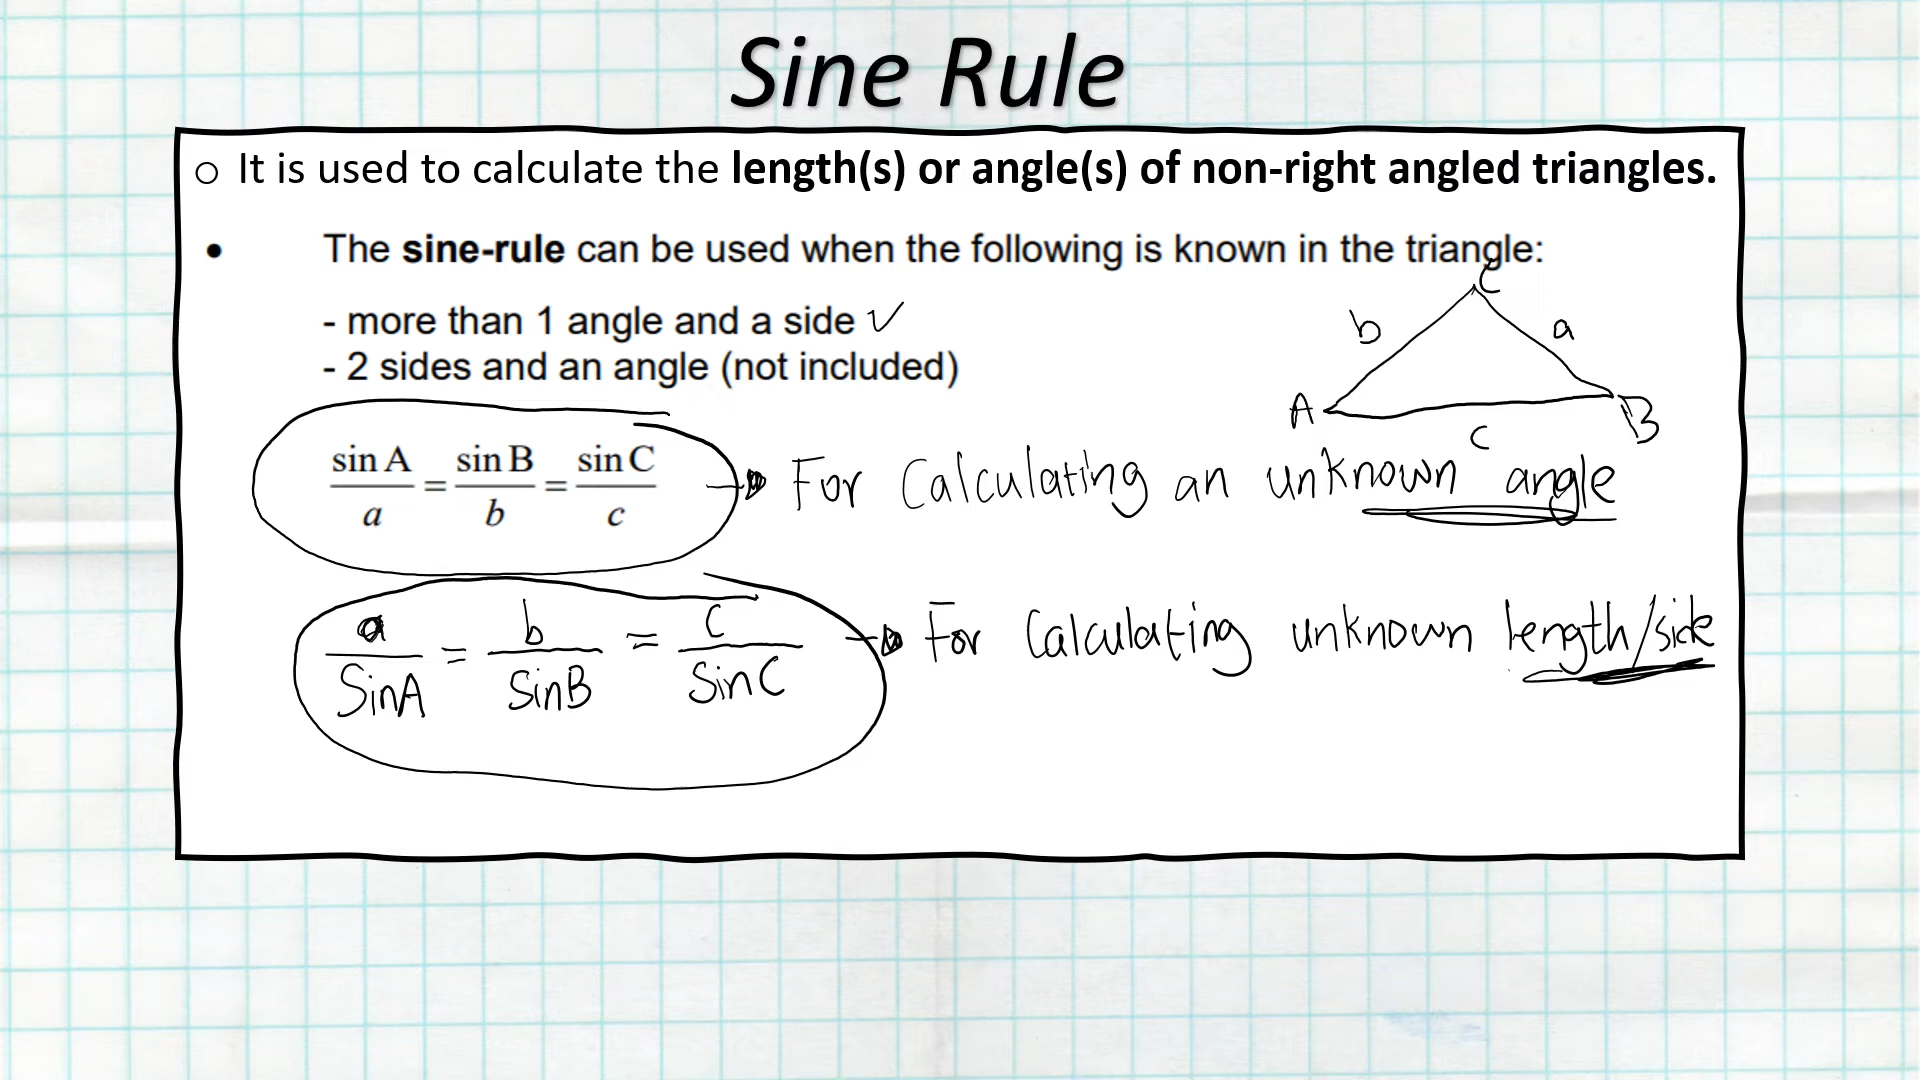 Sine Rule
○ It is used to calculate the length(s) or angle(s) of non-right angled triangles.
• The sine-rule can be used when the following is known in the triangle:
- more than 1 angle and a side ✓
- 2 sides and an angle (not included)
C
b a
A B
c
sin A / a = sin B / b = sin C / c → For Calculating an unknown angle
a / SinA = b / SinB = c / SinC → For Calculating unknown length/side